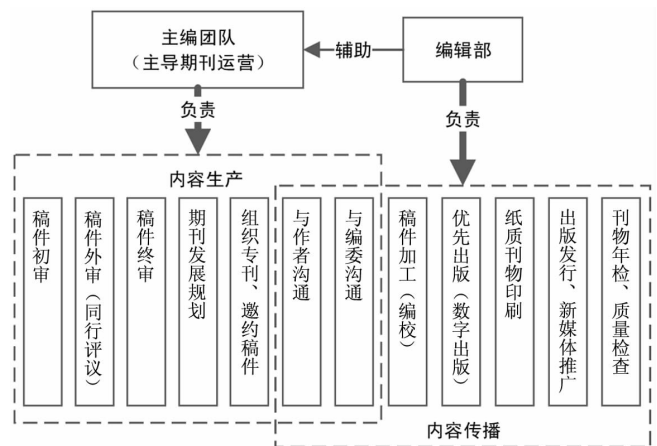 主编团队
（主导期刊运营）
辅助
编辑部
负责
负责
内容生产
稿件初审
稿件外审（同行评议）
稿件终审
期刊发展规划
组织专刊、邀约稿件
与作者沟通
与编委沟通
稿件加工（编校）
优先出版（数字出版）
纸质刊物印刷
出版发行、新媒体推广
刊物年检、质量检查
内容传播